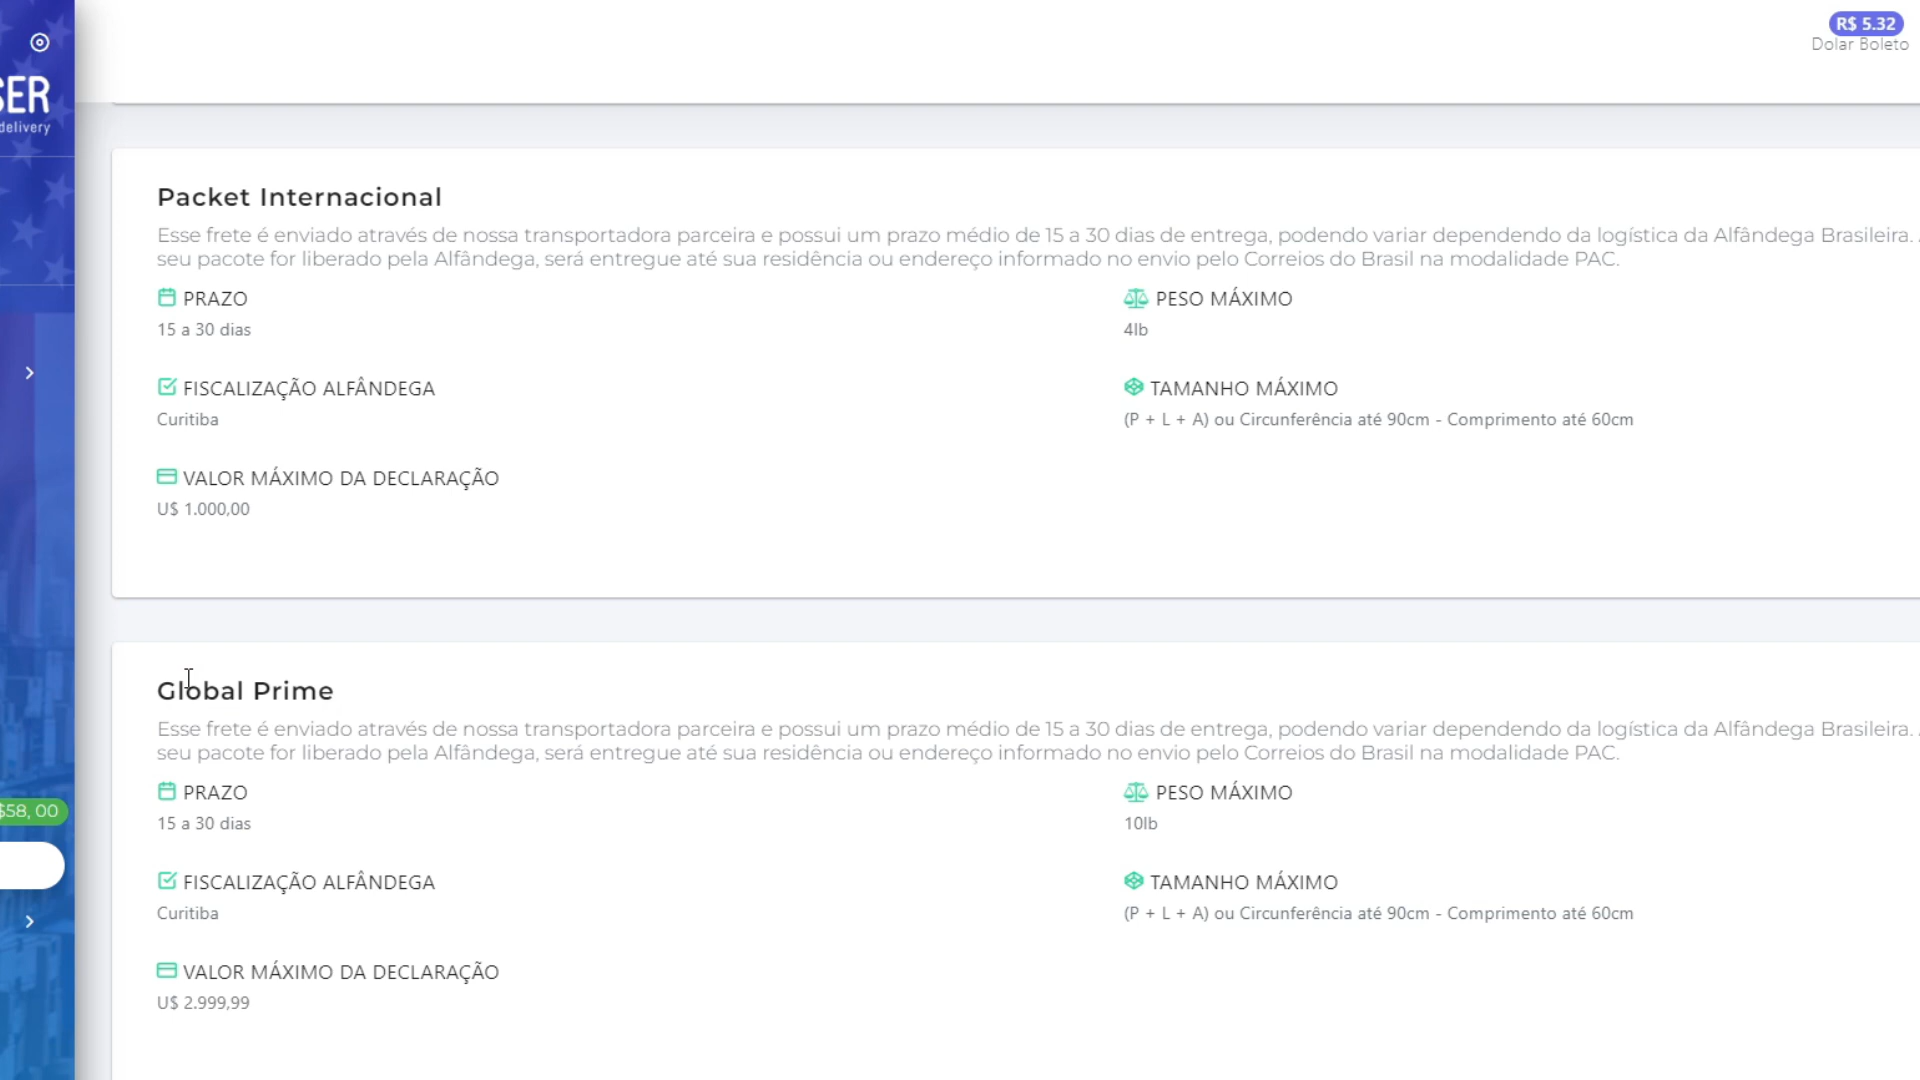 R$ 5.32
Dolar Boleto
SER
delivery
Packet Internacional
Esse frete é enviado através de nossa transportadora parceira e possui um prazo médio de 15 a 30 dias de entrega, podendo variar dependendo da logística da Alfândega Brasileira.
seu pacote for liberado pela Alfândega, será entregue até sua residência ou endereço informado no envio pelo Correios do Brasil na modalidade PAC.
PRAZO
15 a 30 dias
PESO MÁXIMO
4lb
FISCALIZAÇÃO ALFÂNDEGA
Curitiba
TAMANHO MÁXIMO
(P + L + A) ou Circunferência até 90cm - Comprimento até 60cm
VALOR MÁXIMO DA DECLARAÇÃO
U$ 1.000,00
Global Prime
Esse frete é enviado através de nossa transportadora parceira e possui um prazo médio de 15 a 30 dias de entrega, podendo variar dependendo da logística da Alfândega Brasileira.
seu pacote for liberado pela Alfândega, será entregue até sua residência ou endereço informado no envio pelo Correios do Brasil na modalidade PAC.
PRAZO
15 a 30 dias
PESO MÁXIMO
10lb
FISCALIZAÇÃO ALFÂNDEGA
Curitiba
TAMANHO MÁXIMO
(P + L + A) ou Circunferência até 90cm - Comprimento até 60cm
VALOR MÁXIMO DA DECLARAÇÃO
U$ 2.999,99
$58, 00